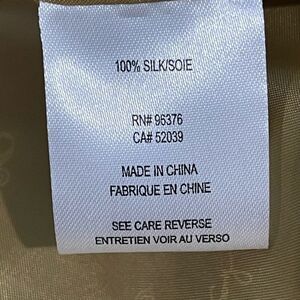 100% SILK/SOIE
RN# 96376
CA# 52039
MADE IN CHINA
FABRIQUE EN CHINE
SEE CARE REVERSE
ENTRETIEN VOIR AU VERSO